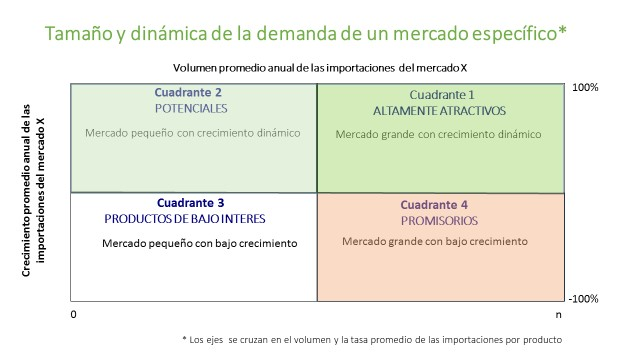 Tamaño y dinámica de la demanda de un mercado específico*
Volumen promedio anual de las importaciones del mercado X
Crecimiento promedio anual de las
importaciones del mercado X
100%
Cuadrante 2
POTENCIALES
Mercado pequeño con crecimiento dinámico
Cuadrante 1
ALTAMENTE ATRACTIVOS
Mercado grande con crecimiento dinámico
Cuadrante 3
PRODUCTOS DE BAJO INTERES
Mercado pequeño con bajo crecimiento
Cuadrante 4
PROMISORIOS
Mercado grande con bajo crecimiento
-100%
0
n
* Los ejes se cruzan en el volumen y la tasa promedio de las importaciones por producto